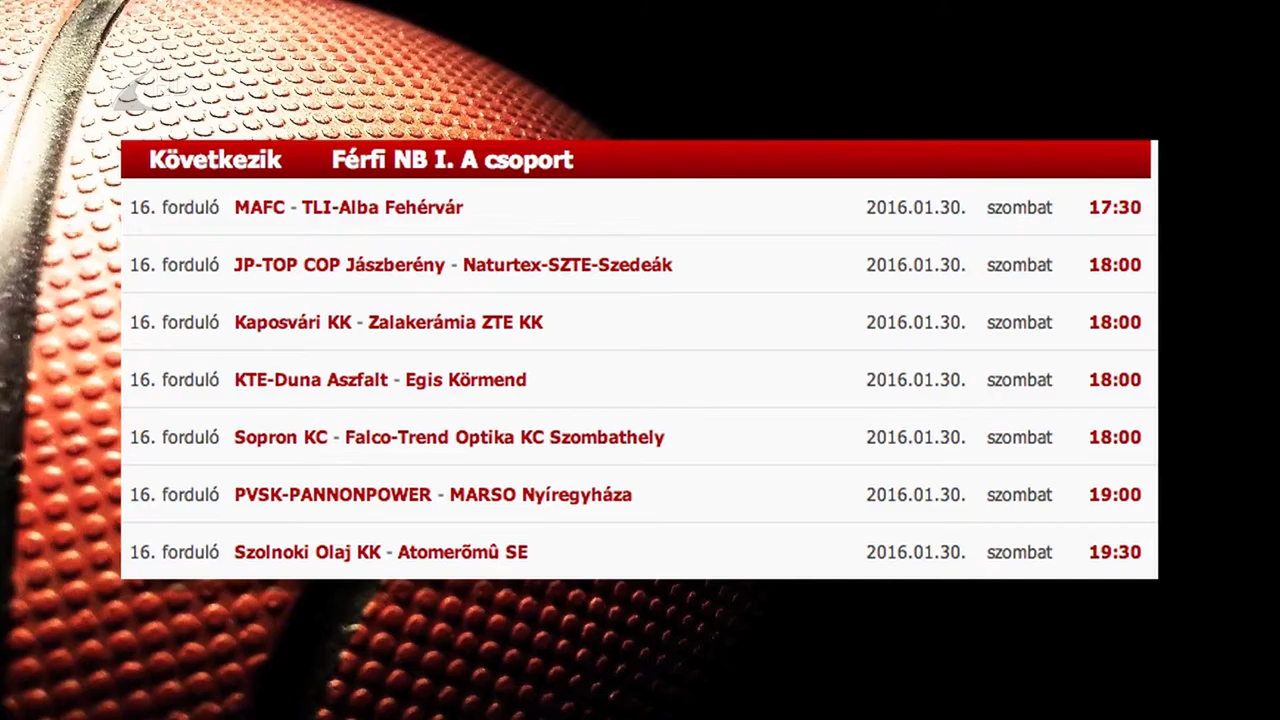 Következik Férfi NB I. A csoport
16. forduló MAFC - TLI-Alba Fehérvár 2016.01.30. szombat 17:30
16. forduló JP-TOP COP Jászberény - Naturtex-SZTE-Szedeák 2016.01.30. szombat 18:00
16. forduló Kaposvári KK - Zalakerámia ZTE KK 2016.01.30. szombat 18:00
16. forduló KTE-Duna Aszfalt - Egis Körmend 2016.01.30. szombat 18:00
16. forduló Sopron KC - Falco-Trend Optika KC Szombathely 2016.01.30. szombat 18:00
16. forduló PVSK-PANNONPOWER - MARSO Nyíregyháza 2016.01.30. szombat 19:00
16. forduló Szolnoki Olaj KK - Atomerõmû SE 2016.01.30. szombat 19:30